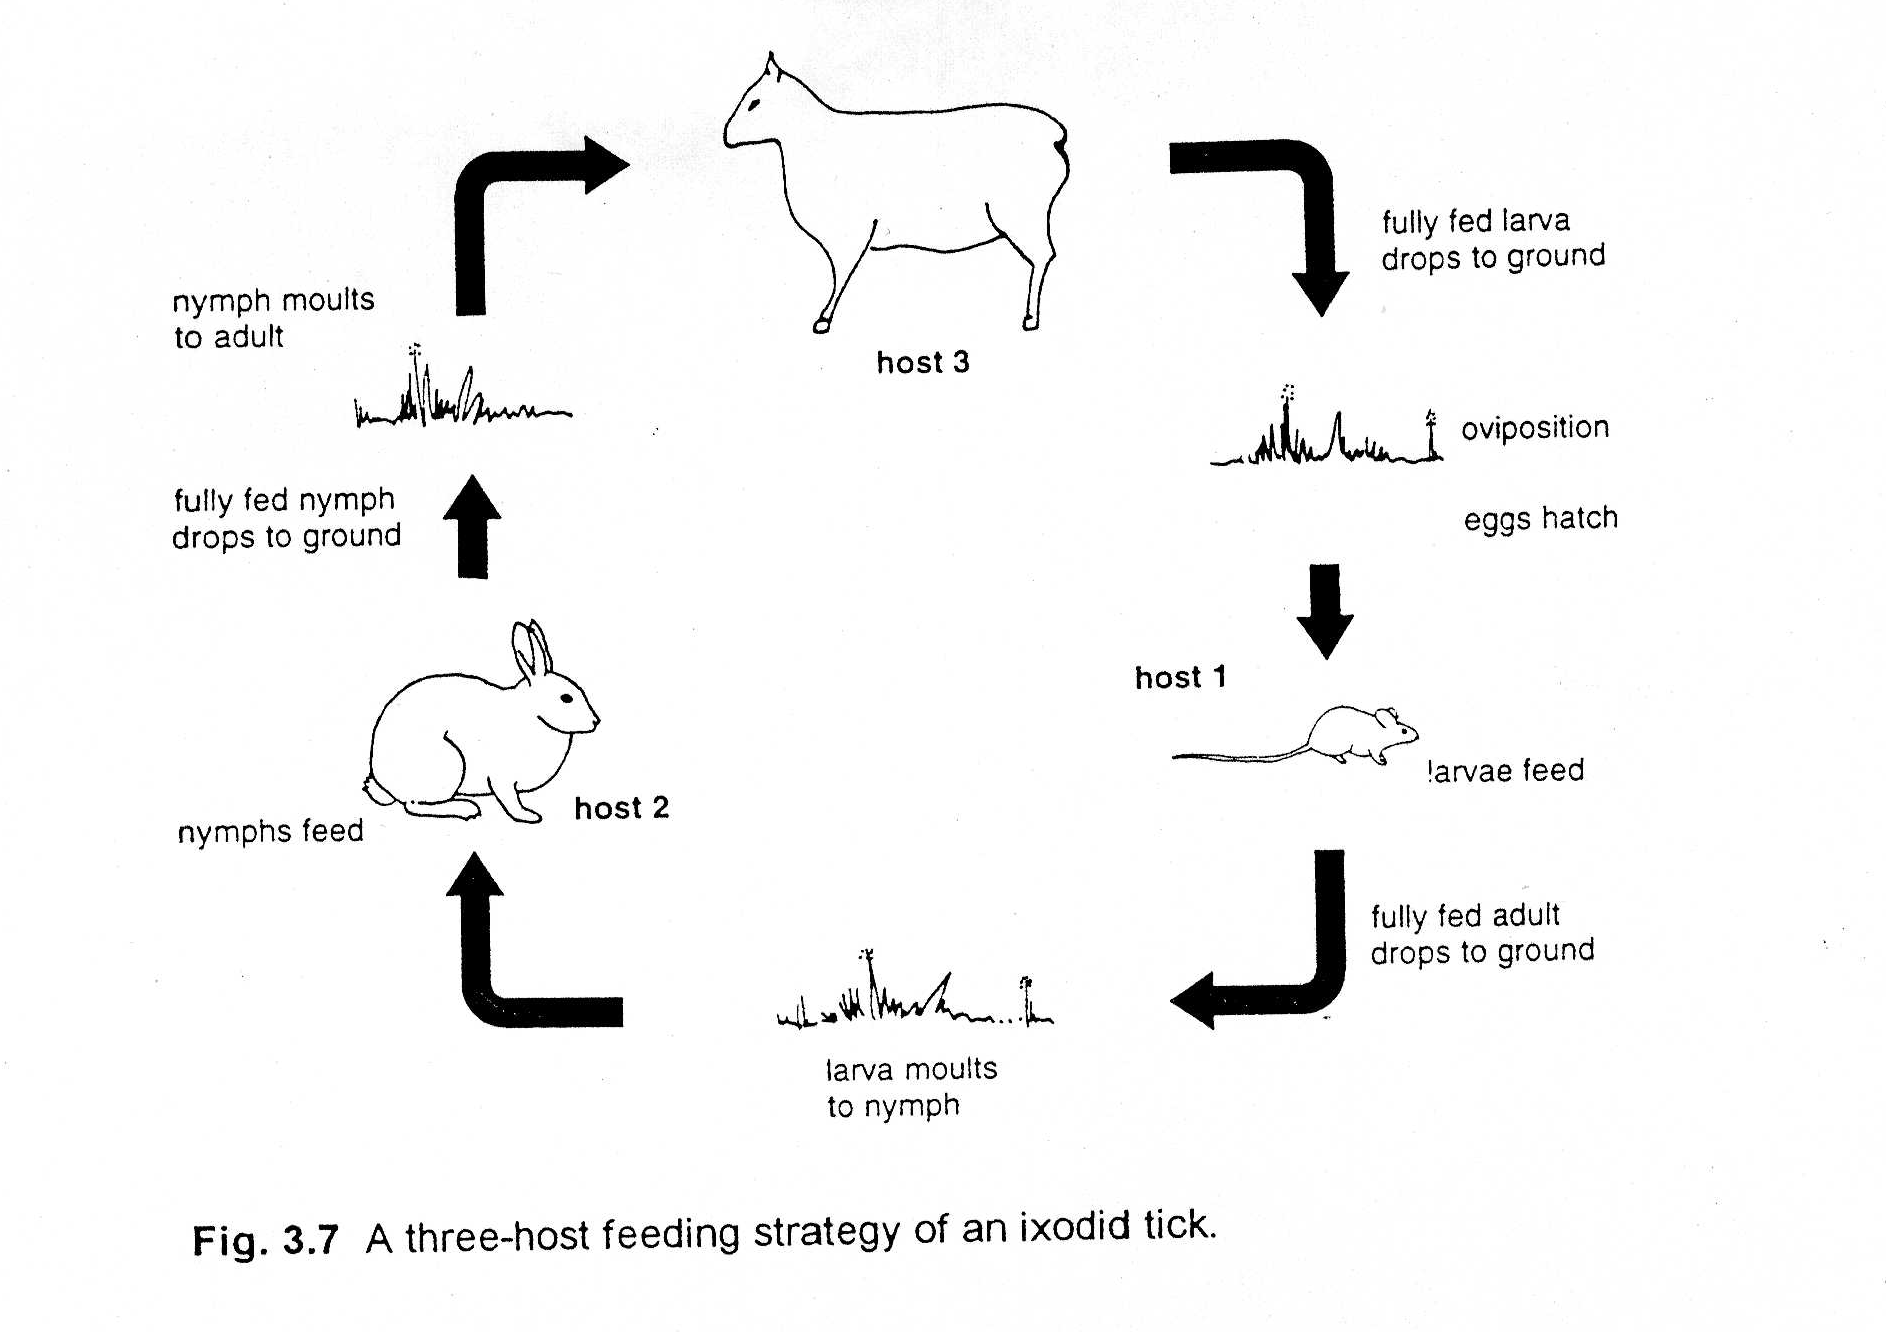 fully fed larva
drops to ground
nymph moults
to adult
host 3
oviposition
fully fed nymph
drops to ground
eggs hatch
host 1
larvae feed
host 2
nymphs feed
fully fed adult
drops to ground
larva moults
to nymph
Fig. 3.7 A three-host feeding strategy of an ixodid tick.